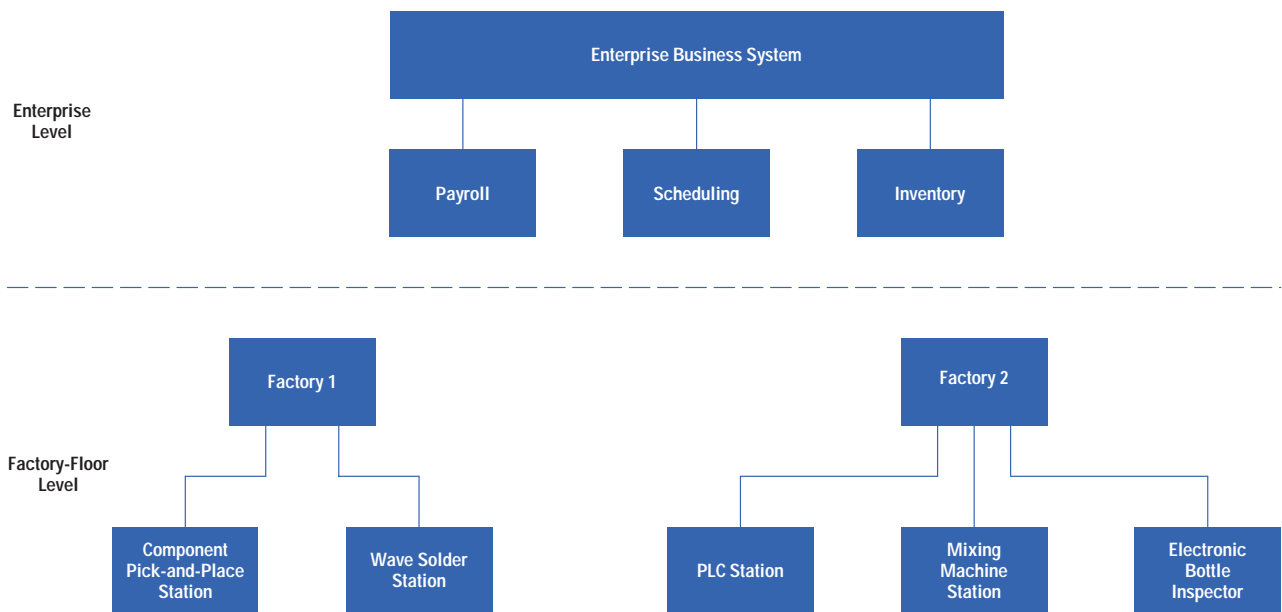 Enterprise Business System
Enterprise
Level
Payroll
Scheduling
Inventory
Factory 1
Factory 2
Factory-Floor
Level
Component
Pick-and-Place
Station
Wave Solder
Station
PLC Station
Mixing
Machine
Station
Electronic
Bottle
Inspector